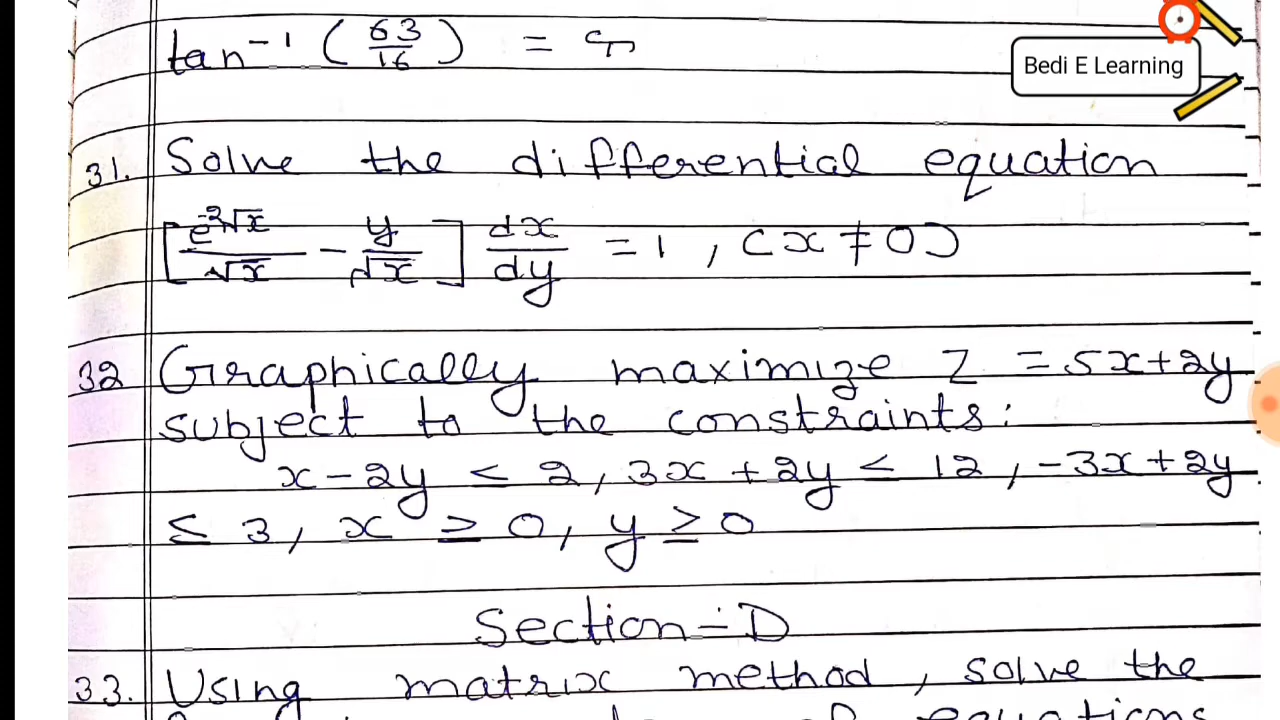 tan⁻¹ (63/16) = π
Bedi E Learning
31. Solve the differential equation
[e^(-2√x)/√x - y/√x] dx/dy = 1, (x ≠ 0)
32 Graphically maximize Z = 5x+2y
subject to the constraints:
x-2y ≤ 2, 3x + 2y ≤ 12, -3x+2y
≤ 3, x ≥ 0, y ≥ 0
Section-D
33. Using matrix method, solve the
equations